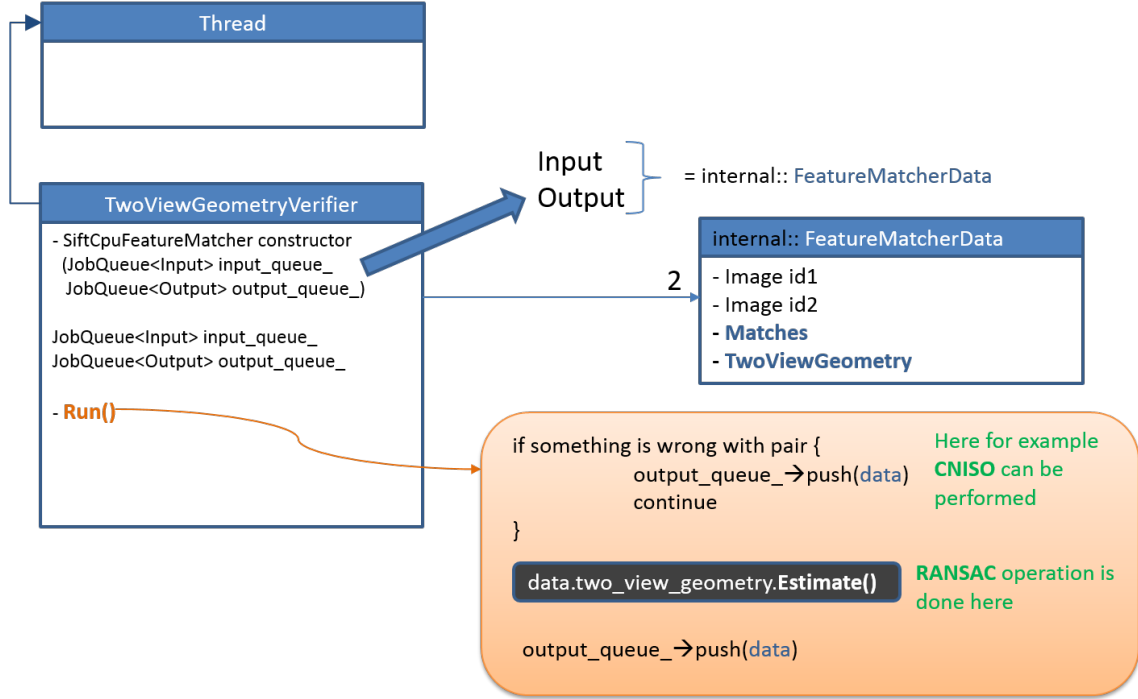 Thread
TwoViewGeometryVerifier
- SiftCpuFeatureMatcher constructor
(JobQueue<Input> input_queue_
JobQueue<Output> output_queue_)
JobQueue<Input> input_queue_
JobQueue<Output> output_queue_
- Run()
Input
Output
= internal:: FeatureMatcherData
2
internal:: FeatureMatcherData
- Image id1
- Image id2
- Matches
- TwoViewGeometry
if something is wrong with pair {
output_queue_→push(data)
continue
}
Here for example
CNISO can be
performed
data.two_view_geometry.Estimate()
RANSAC operation is
done here
output_queue_→push(data)